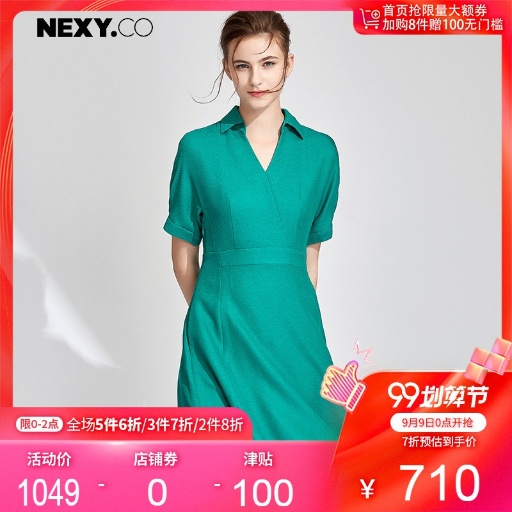 NEXY.CO
首页抢限量大额券
加购8件赠100无门槛
99划算节
9月9日0点开抢
限0-2点 全场5件6折/3件7折/2件8折
7折预估到手价
活动价 店铺券 津贴
1049 - 0 - 100 ¥ 710